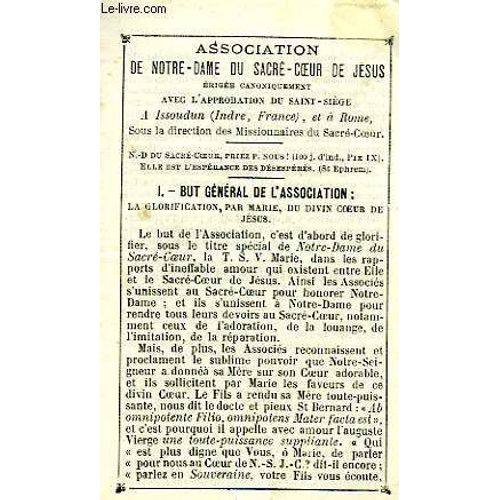 Le-livre.com
ASSOCIATION
DE NOTRE-DAME DU SACRÉ-CŒUR DE JESUS
ÉRIGÉE CANONIQUEMENT
AVEC L'APPROBATION DU SAINT-SIÈGE
A Issoudun (Indre, France), et à Rome,
Sous la direction des Missionnaires du Sacré-Cœur.
N.-D DU SACRÉ-CŒUR, PRIEZ P. NOUS! (100 j. d'Ind., PIE IX).
ELLE EST L'ESPÉRANCE DES DÉSESPÉRÉS. (St Ephrem).
I. – BUT GÉNÉRAL DE L'ASSOCIATION :
LA GLORIFICATION, PAR MARIE, DU DIVIN CŒUR DE
JÉSUS.
Le but de l'Association, c'est d'abord de glori-
fier, sous le titre spécial de Notre-Dame du
Sacré-Cœur, la T. S. V. Marie, dans les rap-
ports d'ineffable amour qui existent entre Elle
et le Sacré-Cœur de Jésus. Ainsi les Associés
s'unissent au Sacré-Cœur pour honorer Notre-
Dame ; et ils s'unissent à Notre-Dame pour
rendre tous leurs devoirs au Sacré-Cœur, notam-
ment ceux de l'adoration, de la louange, de
l'imitation, de la réparation.
Mais, de plus, les Associés reconnaissent et
proclament le sublime pouvoir que Notre-Sei-
gneur a donnéà sa Mère sur son Cœur adorable,
et ils sollicitent par Marie les faveurs de ce
divin Cœur. Le Fils a rendu sa Mère toute-puis-
sante, nous dit le docte et pieux St Bernard : « Ab
omnipotente Filio, omnipotens Mater facta est »,
et c'est pourquoi il appelle avec amour l'auguste
Vierge une toute-puissance suppliante. « Qui
« est plus digne que Vous, ô Marie, de parler
« pour nous au Cœur de N.-S. J.-C.? dit-il encore ;
« parlez en Souveraine, votre Fils vous écoute,